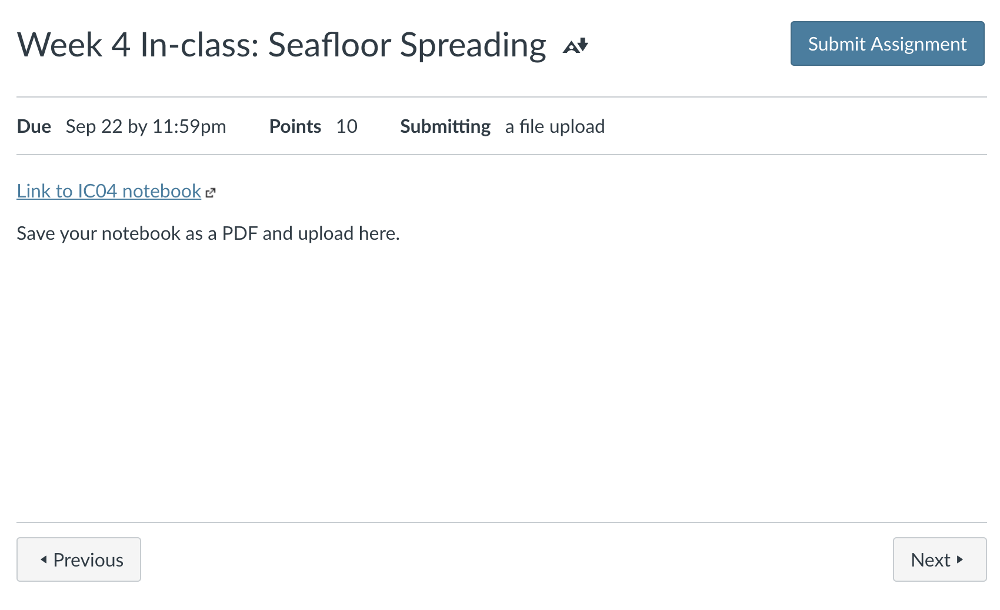 Week 4 In-class: Seafloor Spreading
Submit Assignment
Due Sep 22 by 11:59pm Points 10 Submitting a file upload
Link to IC04 notebook
Save your notebook as a PDF and upload here.
Previous
Next